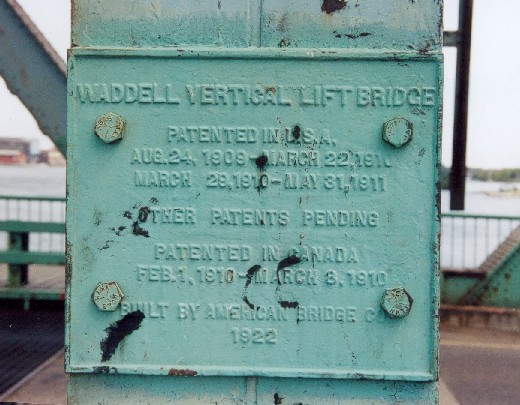 WADDELL VERTICAL LIFT BRIDGE
PATENTED IN U.S.A.
AUG. 24, 1909-MARCH 22, 1910
MARCH 29, 1910-MAY 31, 1911
OTHER PATENTS PENDING
PATENTED IN CANADA
FEB. 1, 1910-MARCH 8, 1910
BUILT BY AMERICAN BRIDGE CO
1922